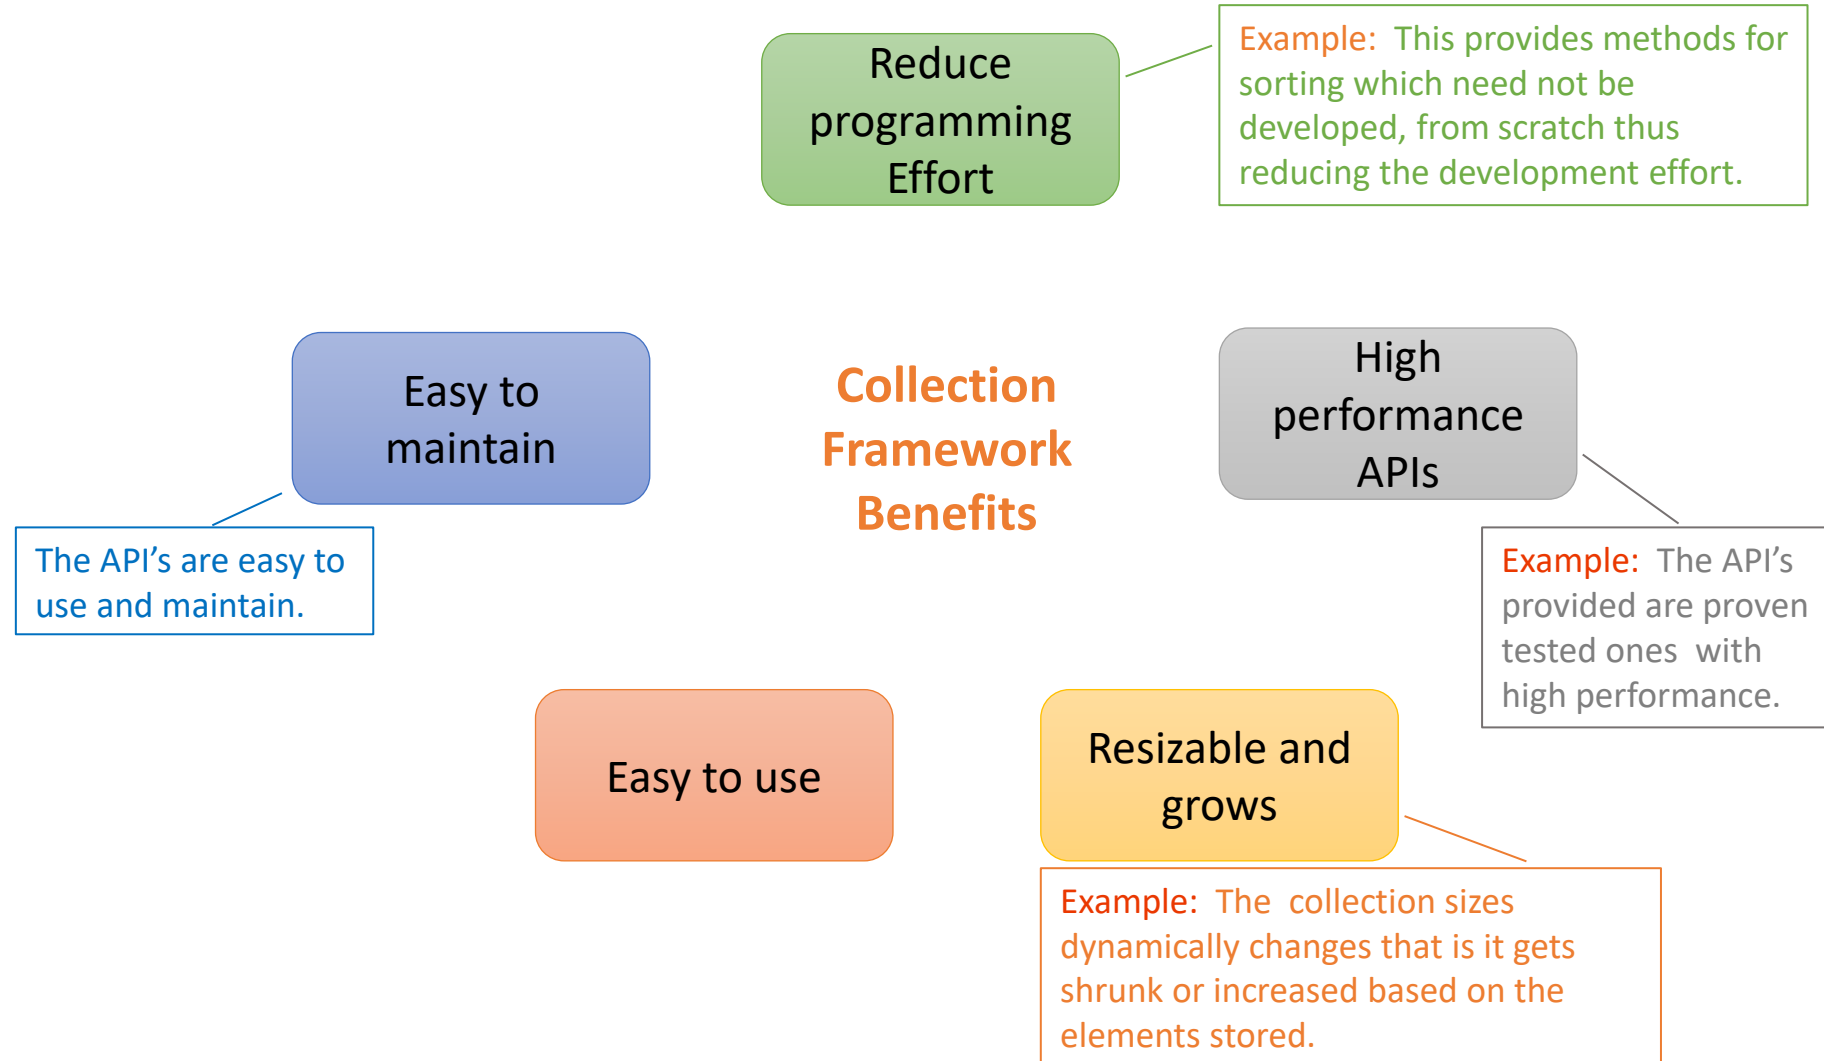 Reduce
programming
Effort
Example:  This provides methods for
sorting which need not be
developed, from scratch thus
reducing the development effort.
Easy to
maintain
Collection
Framework
Benefits
High
performance
APIs
The API’s are easy to
use and maintain.
Example:  The API’s
provided are proven
tested ones  with
high performance.
Easy to use
Resizable and
grows
Example:  The  collection sizes
dynamically changes that is it gets
shrunk or increased based on the
elements stored.